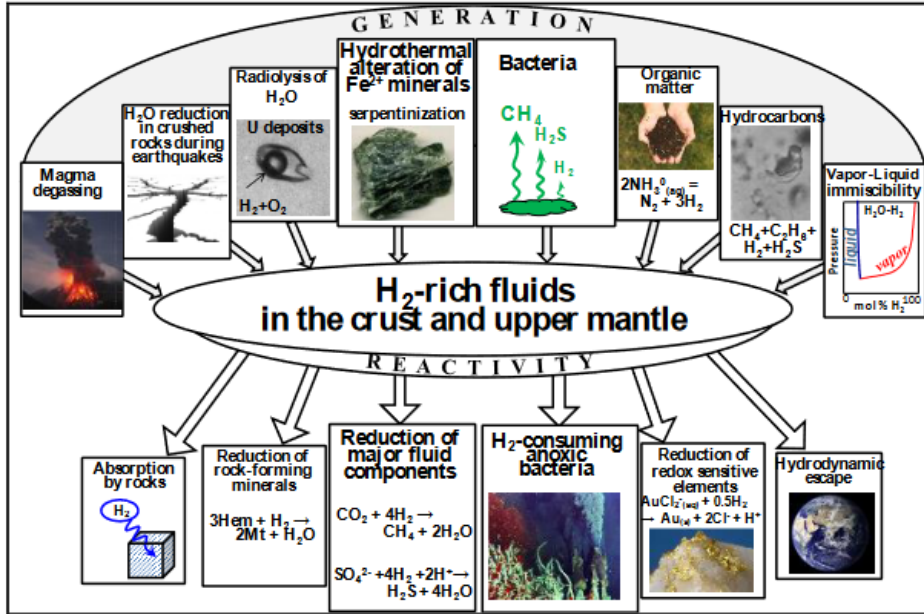 GENERATION
Magma
degassing
H₂O reduction
in crushed
rocks during
earthquakes
Radiolysis of
H₂O
U deposits
H₂+O₂
Hydrothermal
alteration of
Fe²⁺ minerals
serpentinization
Bacteria
CH₄
H₂S
H₂
Organic
matter
2NH₃⁰(aq) =
N₂ + 3H₂
Hydrocarbons
CH₄+C₂H₆+
H₂+H₂S
Vapor-Liquid
immiscibility
H₂O-H₂
Pressure
liquid
vapor
0 100
mol % H₂
H₂-rich fluids
in the crust and upper mantle
REACTIVITY
Absorption
by rocks
H₂
Reduction of
rock-forming
minerals
3Hem + H₂ →
2Mt + H₂O
Reduction of
major fluid
components
CO₂ + 4H₂ →
CH₄ + 2H₂O
SO₄²⁻ +4H₂ +2H⁺→
H₂S + 4H₂O
H₂-consuming
anoxic
bacteria
Reduction of
redox sensitive
elements
AuCl₂⁻(aq) + 0.5H₂
→ Au(s) + 2Cl⁻ + H⁺
Hydrodynamic
escape